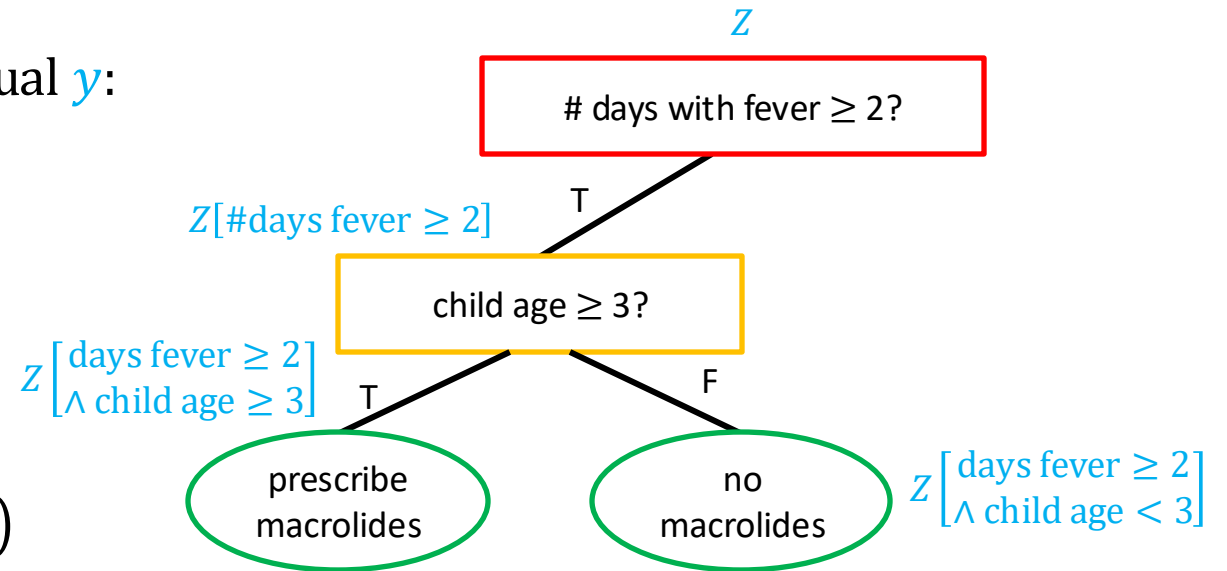 Z
ual y:
# days with fever ≥ 2?
T
Z[#days fever ≥ 2]
child age ≥ 3?
Z[days fever ≥ 2
∧ child age ≥ 3]
T
F
prescribe
macrolides
no
macrolides
Z[days fever ≥ 2
∧ child age < 3]
)